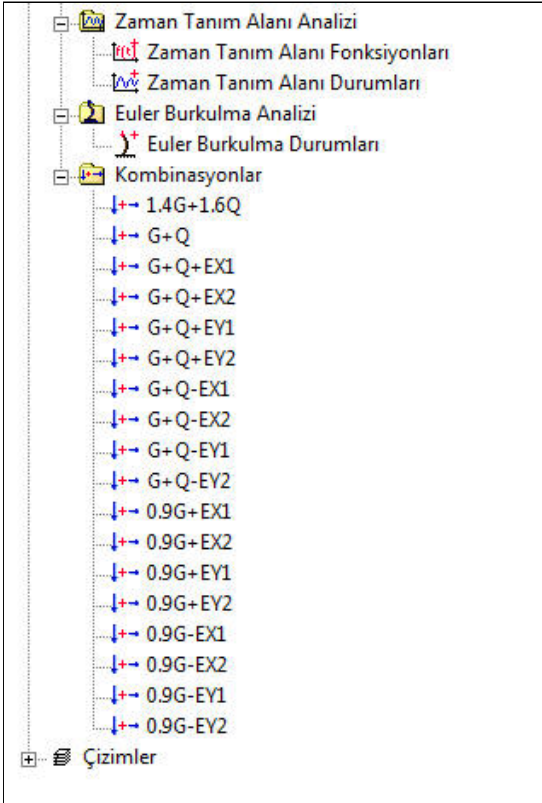 Zaman Tanım Alanı Analizi
Zaman Tanım Alanı Fonksiyonları
Zaman Tanım Alanı Durumları
Euler Burkulma Analizi
Euler Burkulma Durumları
Kombinasyonlar
1.4G+1.6Q
G+Q
G+Q+EX1
G+Q+EX2
G+Q+EY1
G+Q+EY2
G+Q-EX1
G+Q-EX2
G+Q-EY1
G+Q-EY2
0.9G+EX1
0.9G+EX2
0.9G+EY1
0.9G+EY2
0.9G-EX1
0.9G-EX2
0.9G-EY1
0.9G-EY2
Çizimler